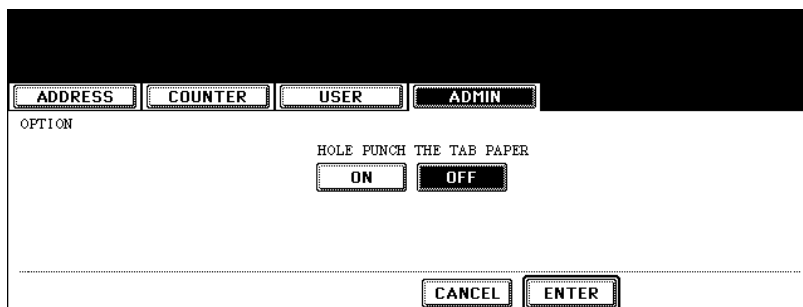 ADDRESS COUNTER USER ADMIN
OPTION
HOLE PUNCH THE TAB PAPER
ON OFF
CANCEL ENTER